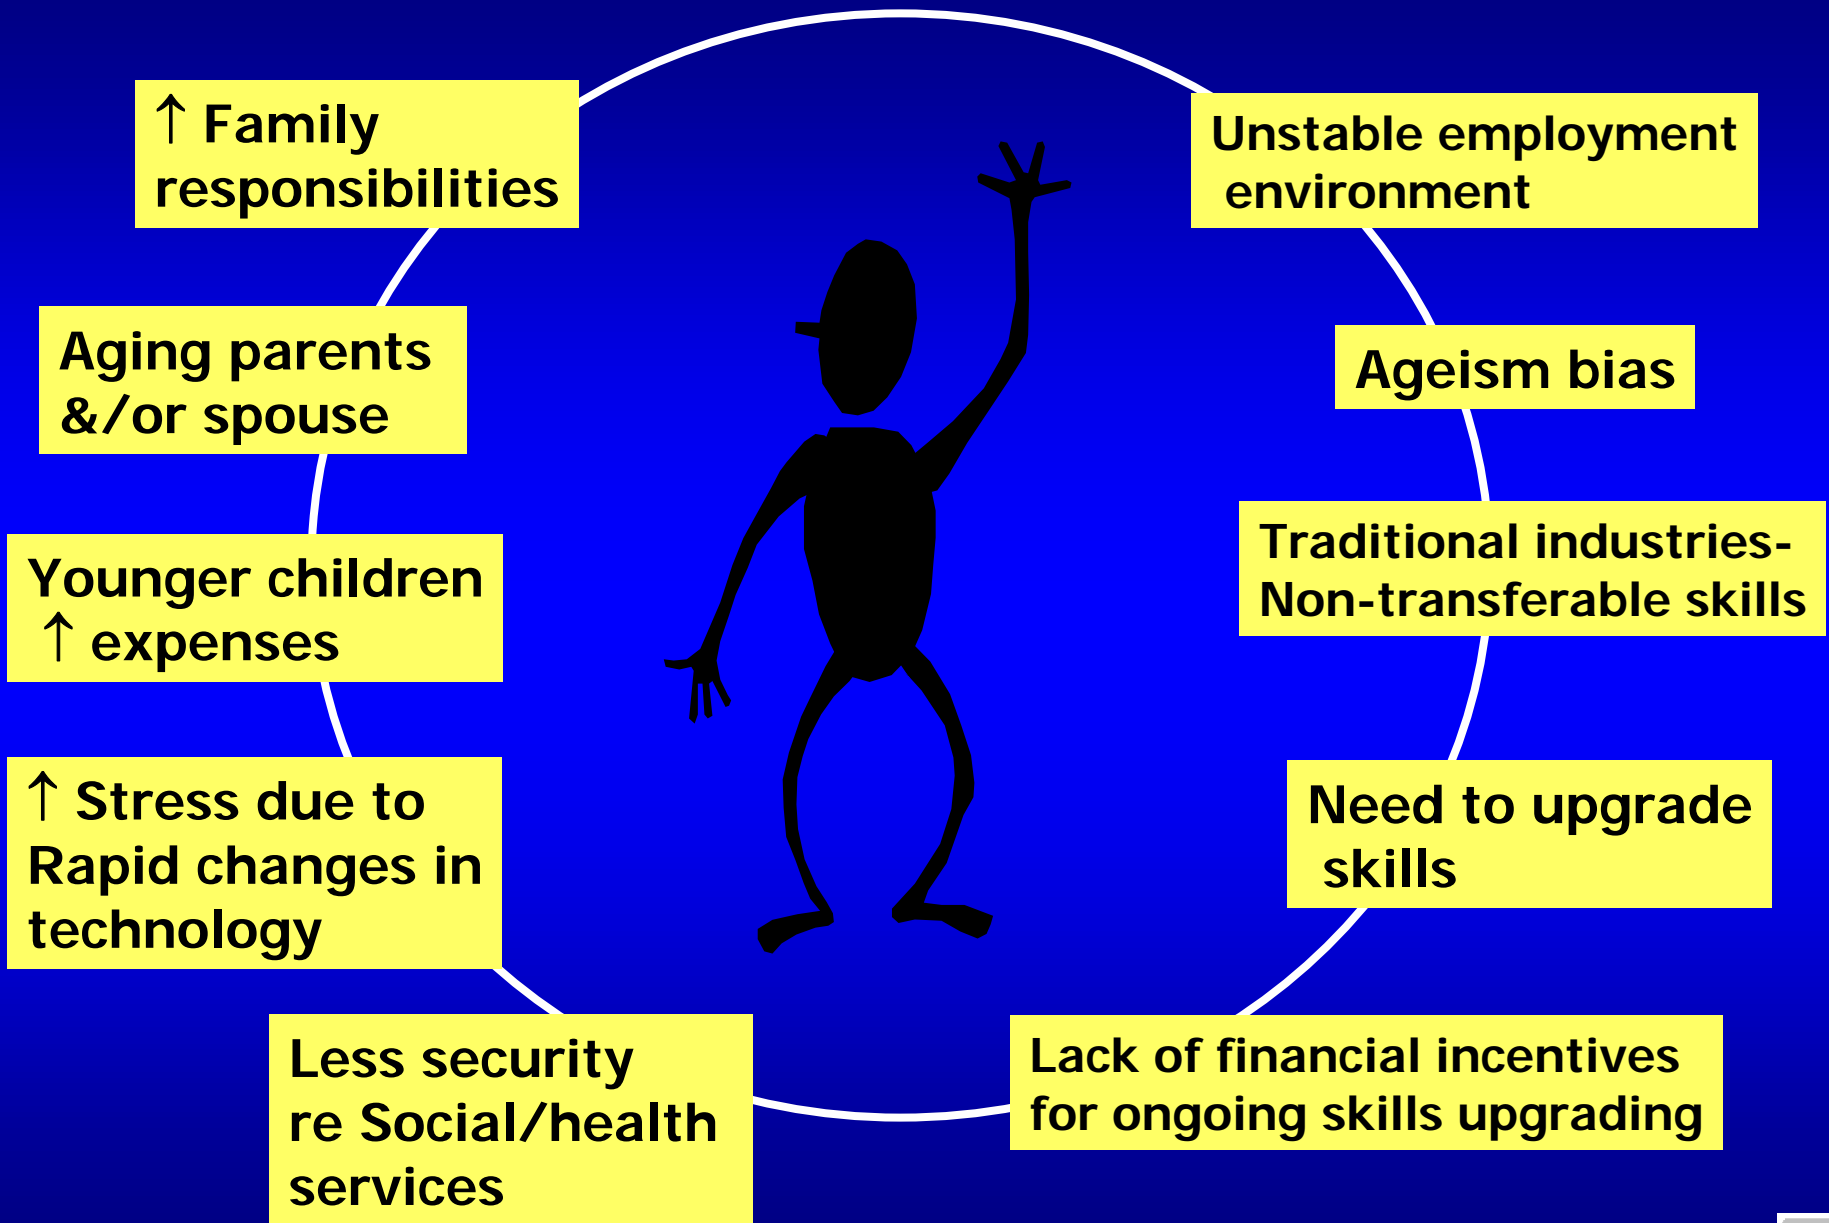 ↑ Family
responsibilities
Aging parents
&/or spouse
Younger children
↑ expenses
↑ Stress due to
Rapid changes in
technology
Less security
re Social/health
services
Unstable employment
environment
Ageism bias
Traditional industries-
Non-transferable skills
Need to upgrade
skills
Lack of financial incentives
for ongoing skills upgrading